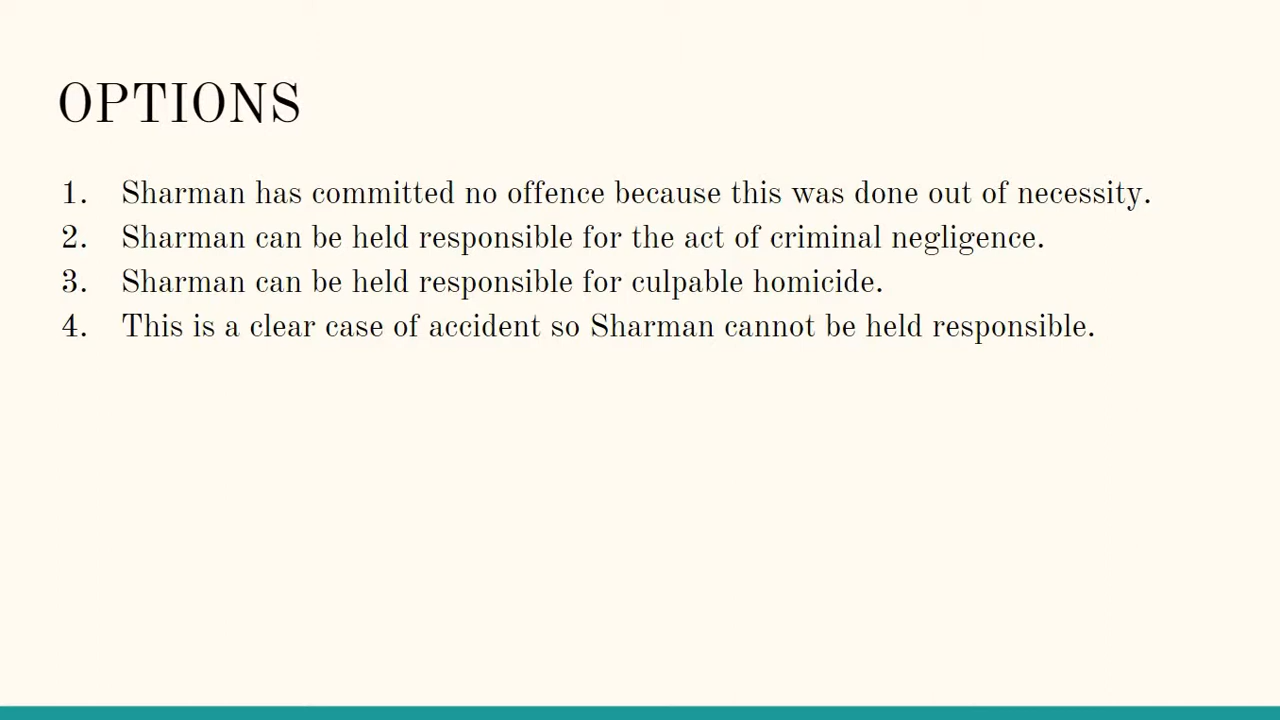 OPTIONS
1. Sharman has committed no offence because this was done out of necessity.
2. Sharman can be held responsible for the act of criminal negligence.
3. Sharman can be held responsible for culpable homicide.
4. This is a clear case of accident so Sharman cannot be held responsible.